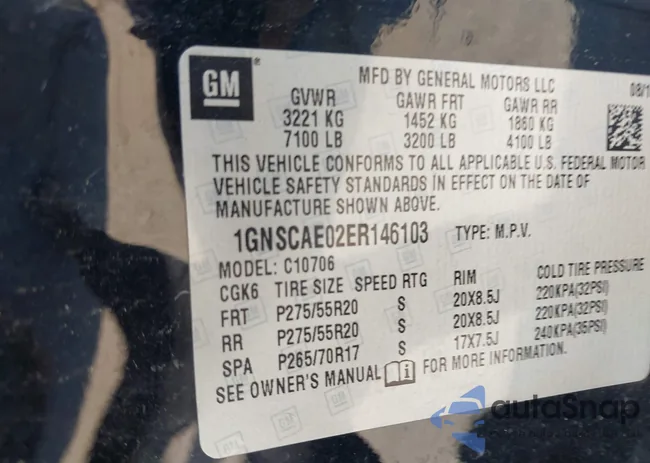 GM®
MFD BY GENERAL MOTORS LLC 08/1
GVWR GAWR FRT GAWR RR
3221 KG 1452 KG 1860 KG
7100 LB 3200 LB 4100 LB
THIS VEHICLE CONFORMS TO ALL APPLICABLE U.S. FEDERAL MOTOR
VEHICLE SAFETY STANDARDS IN EFFECT ON THE DATE OF
MANUFACTURE SHOWN ABOVE.
1GNSCAE02ER146103 TYPE: M.P.V.
MODEL: C10706
CGK6 TIRE SIZE SPEED RTG RIM COLD TIRE PRESSURE
FRT P275/55R20 S 20X8.5J 220KPA(32PSI)
RR P275/55R20 S 20X8.5J 220KPA(32PSI)
SPA P265/70R17 S 17X7.5J 240KPA(35PSI)
SEE OWNER'S MANUAL FOR MORE INFORMATION.
autoSnap